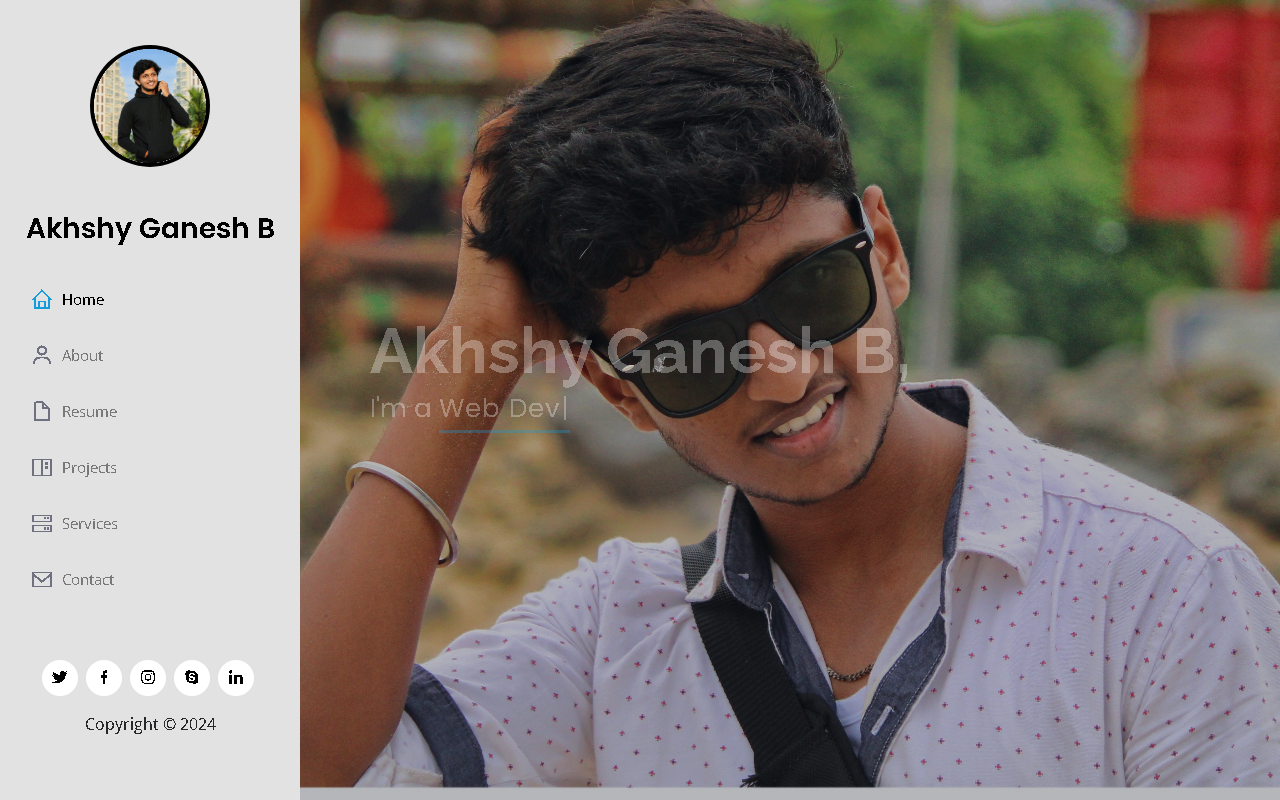 Akhshy Ganesh B
Home
About
Resume
Projects
Services
Contact
Copyright © 2024
Akhshy Ganesh B,
I'm a Web Dev|